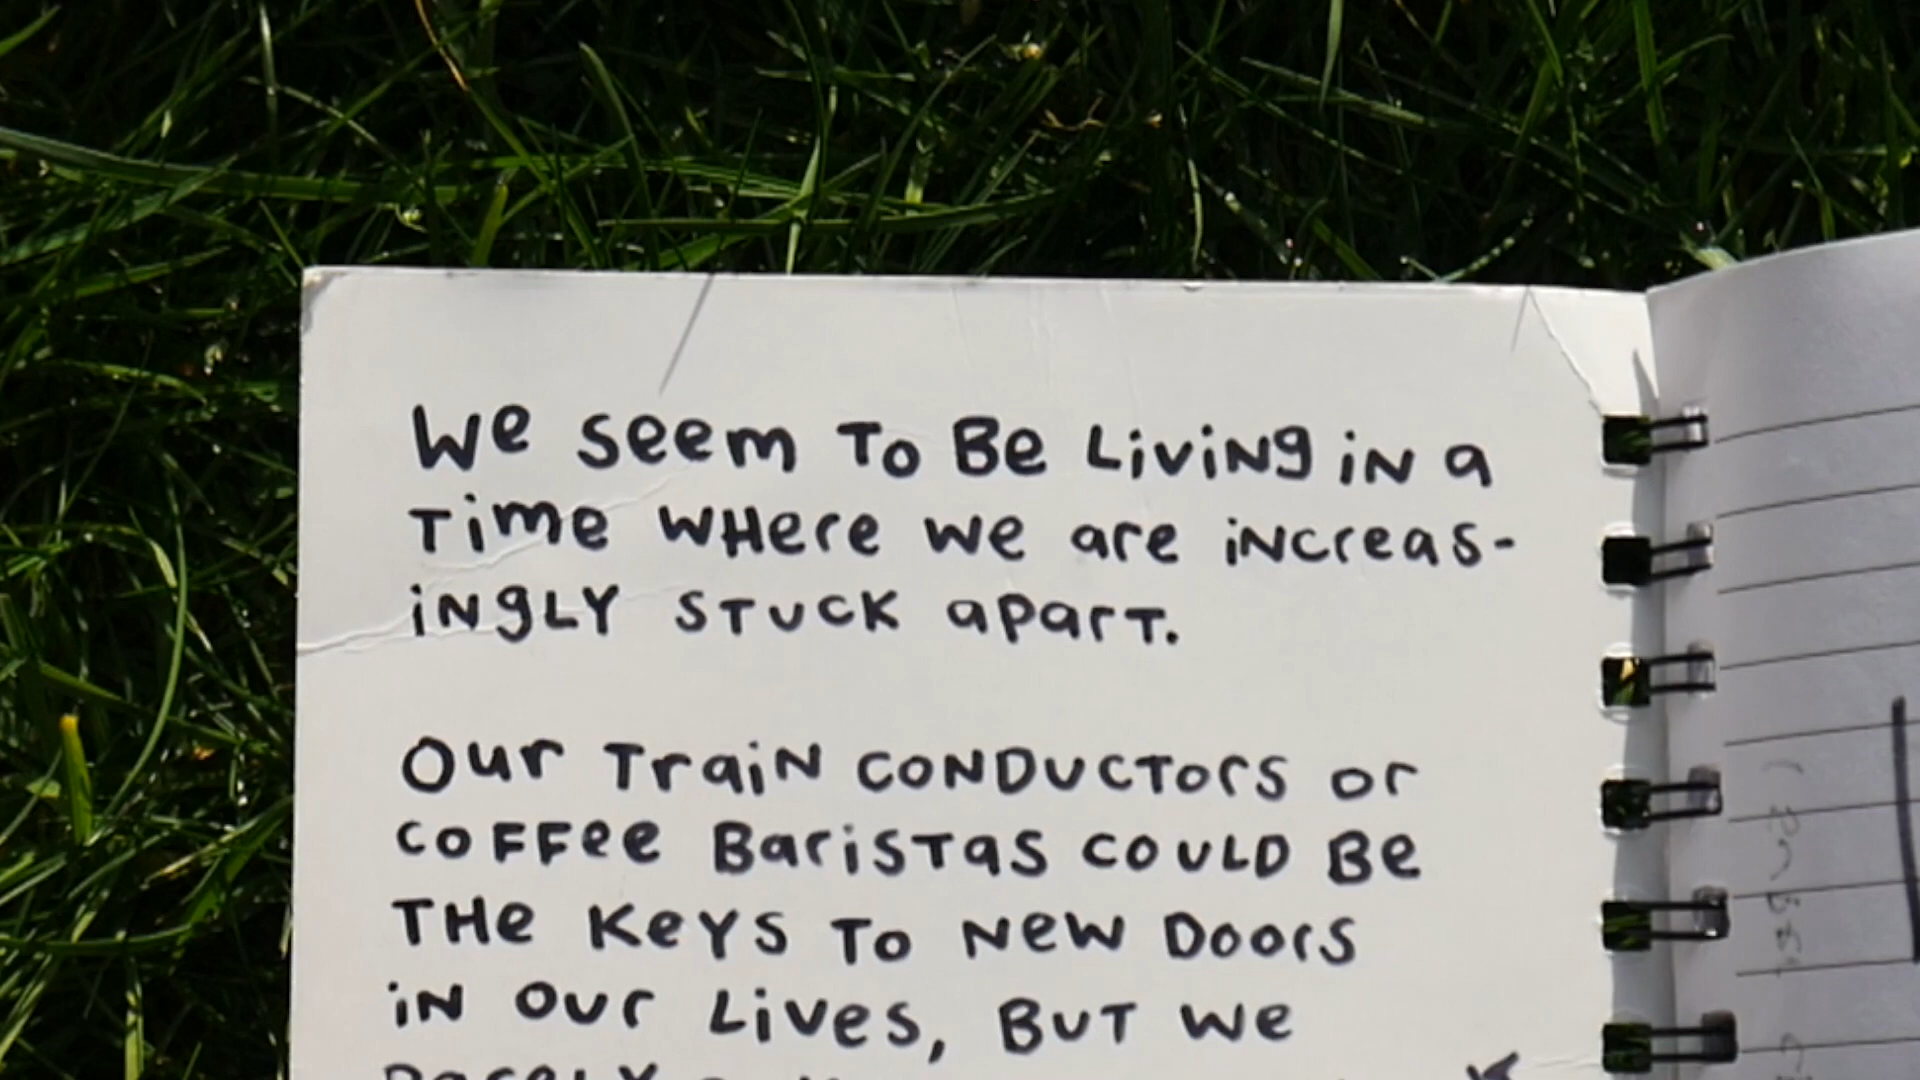 We seem To Be Living in a
Time WHere we are increas-
ingLY STUCK apart.
Our Train CONDUCTors or
COFFee BarisTas COULD Be
THe KeYS To New Doors
in our Lives, BUT we
rareLY